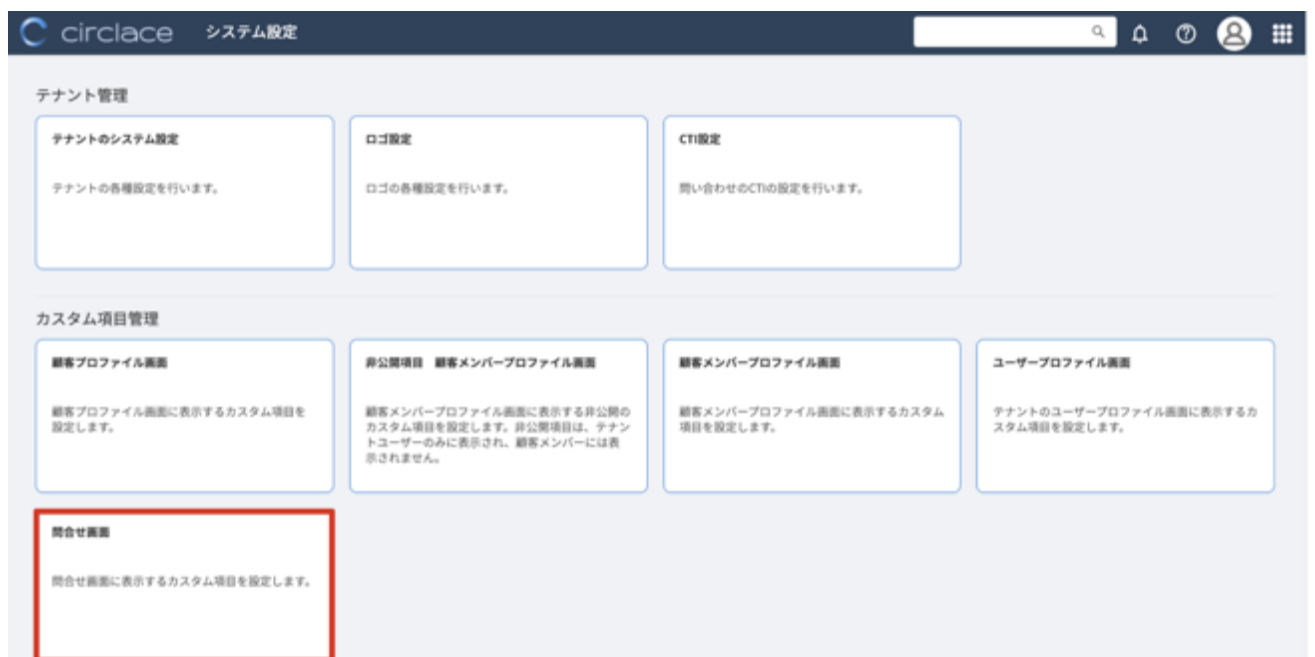 circlace システム設定
テナント管理
テナントのシステム設定
テナントの各種設定を行います。
ロゴ設定
ロゴの各種設定を行います。
CTI設定
問い合わせのCTIの設定を行います。
カスタム項目管理
顧客プロファイル画面
顧客プロファイル画面に表示するカスタム項目を
設定します。
非公開項目　顧客メンバープロファイル画面
顧客メンバープロファイル画面に表示する非公開の
カスタム項目を設定します。非公開項目は、テナン
トユーザーのみに表示され、顧客メンバーには表
示されません。
顧客メンバープロファイル画面
顧客メンバープロファイル画面に表示するカスタム
項目を設定します。
ユーザープロファイル画面
テナントのユーザープロファイル画面に表示するカ
スタム項目を設定します。
問合せ画面
問合せ画面に表示するカスタム項目を設定します。